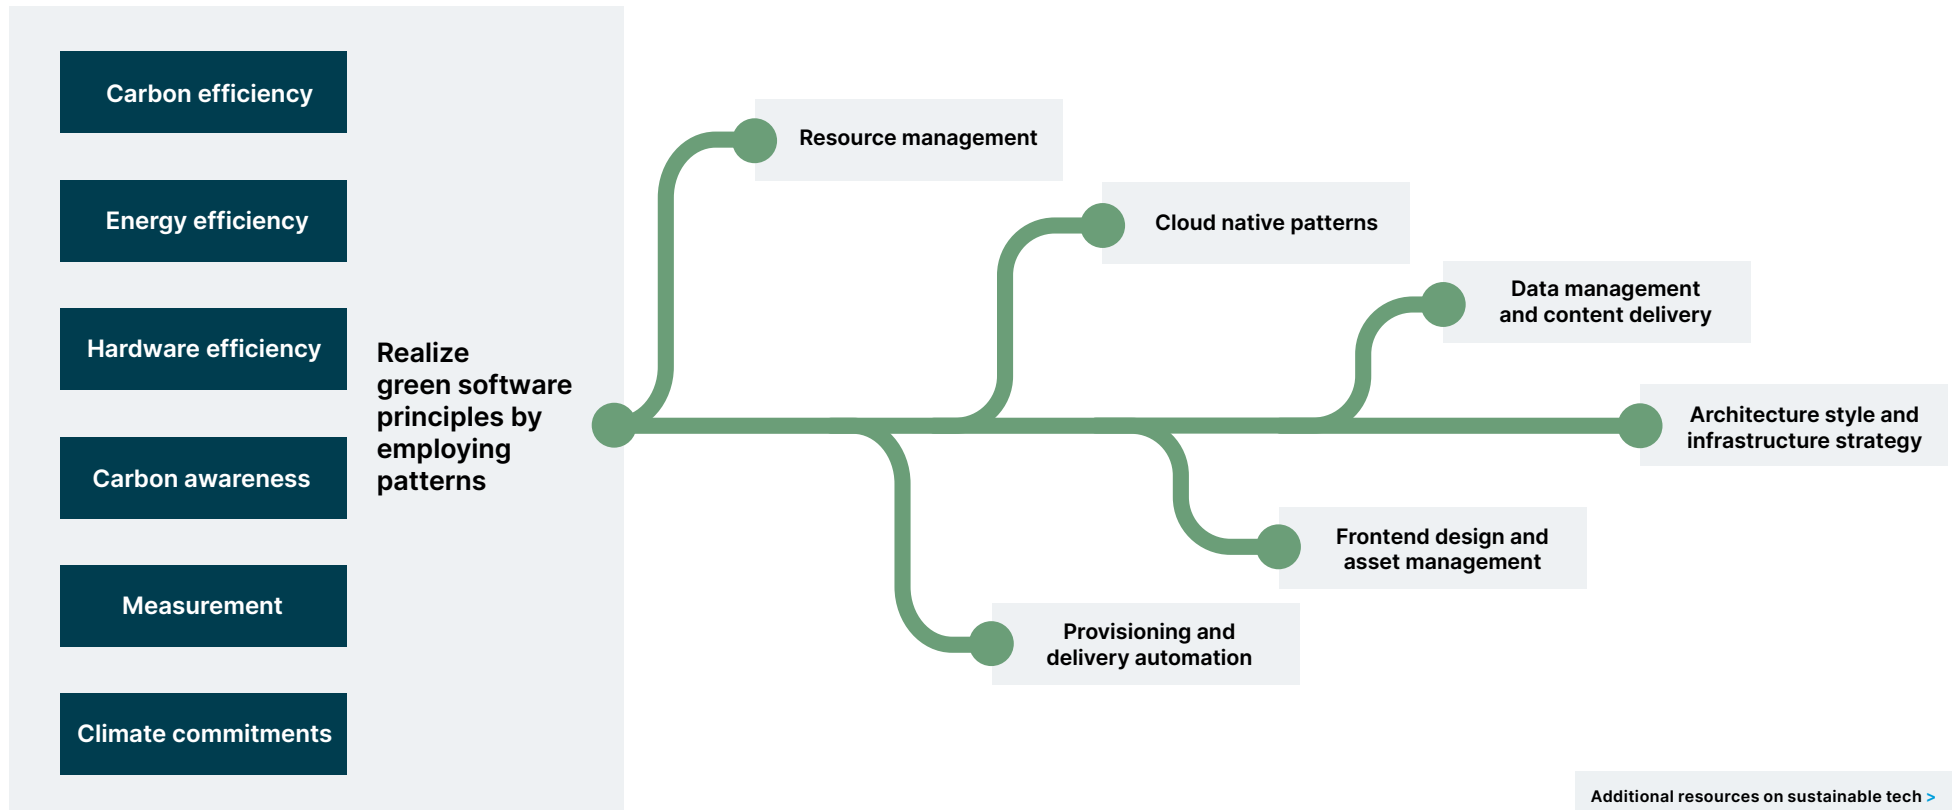 Carbon efficiency
Energy efficiency
Hardware efficiency
Carbon awareness
Measurement
Climate commitments
Realize
green software
principles by
employing
patterns
Resource management
Cloud native patterns
Data management
and content delivery
Architecture style and
infrastructure strategy
Frontend design and
asset management
Provisioning and
delivery automation
Additional resources on sustainable tech >